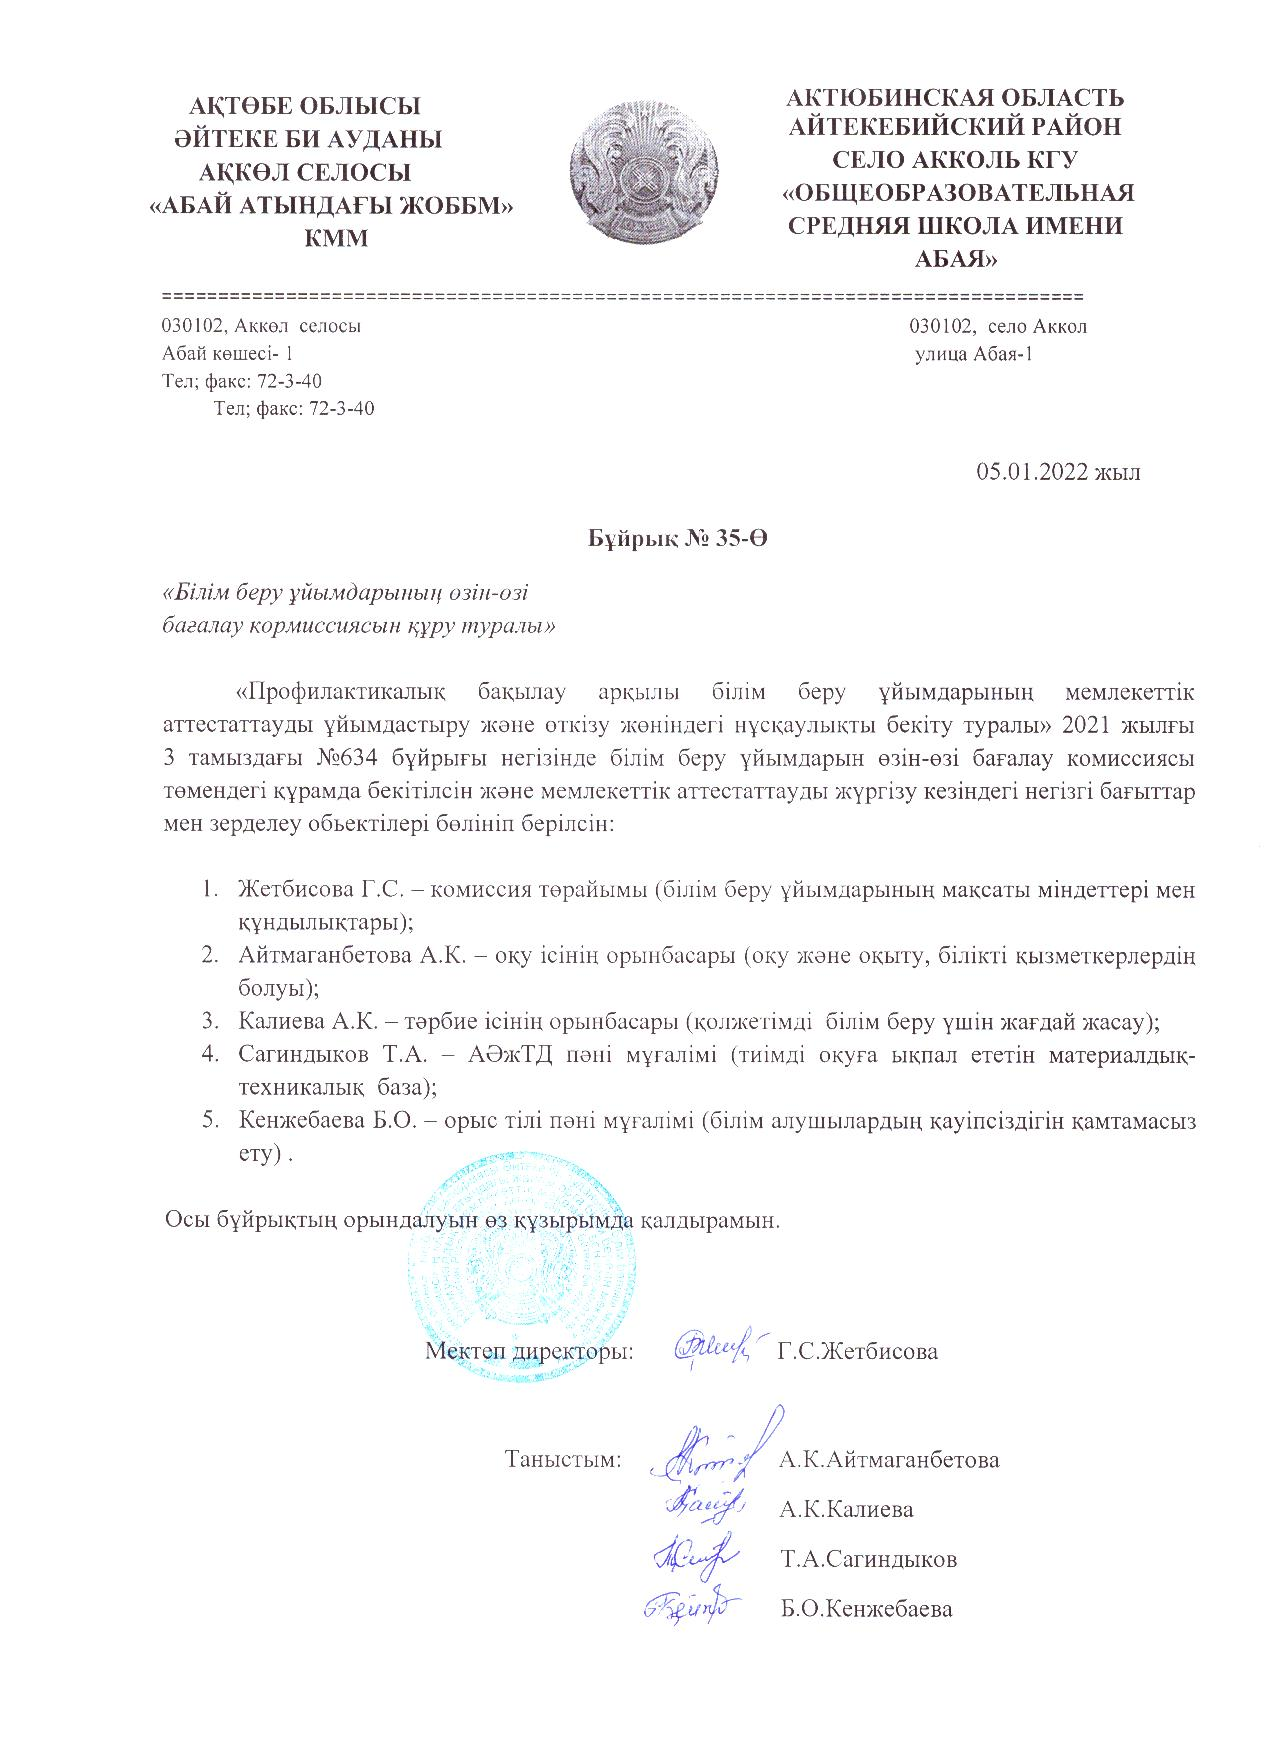 АҚТӨБЕ ОБЛЫСЫ
ӘЙТЕКЕ БИ АУДАНЫ
АҚКӨЛ СЕЛОСЫ
«АБАЙ АТЫНДАҒЫ ЖОББМ»
КММ
АКТЮБИНСКАЯ ОБЛАСТЬ
АЙТЕКЕБИЙСКИЙ РАЙОН
СЕЛО АККОЛЬ КГУ
«ОБЩЕОБРАЗОВАТЕЛЬНАЯ
СРЕДНЯЯ ШКОЛА ИМЕНИ
АБАЯ»
==================================================================================
030102, Аккөл селосы
030102, село Аккол
Абай көшесі- 1
улица Абая-1
Тел; факс: 72-3-40
Тел; факс: 72-3-40
05.01.2022 жыл
Бұйрық № 35-Ө
«Білім беру ұйымдарының өзін-өзі
бағалау кормиссиясын құру туралы»
«Профилактикалық бақылау арқылы білім беру ұйымдарының мемлекеттік
аттестаттауды ұйымдастыру және өткізу жөніндегі нұсқаулықты бекіту туралы» 2021 жылғы
3 тамыздағы №634 бұйрығы негізінде білім беру ұйымдарын өзін-өзі бағалау комиссиясы
төмендегі құрамда бекітілсін және мемлекеттік аттестаттауды жүргізу кезіндегі негізгі бағыттар
мен зерделеу обьектілері бөлініп берілсін:
1. Жетбисова Г.С. – комиссия төрайымы (білім беру ұйымдарының мақсаты міндеттері мен
құндылықтары);
2. Айтмаганбетова А.К. – оқу ісінің орынбасары (оқу және оқыту, білікті қызметкерлердің
болуы);
3. Калиева А.К. – тәрбие ісінің орынбасары (қолжетімді білім беру үшін жағдай жасау);
4. Сагиндыков Т.А. – АӘжТД пәні мұғалімі (тиімді оқуға ықпал ететін материалдық-
техникалық база);
5. Кенжебаева Б.О. – орыс тілі пәні мұғалімі (білім алушылардың қауіпсіздігін қамтамасыз
ету) .
Осы бұйрықтың орындалуын өз құзырымда қалдырамын.
Мектеп директоры: Г.С.Жетбисова
Таныстым: А.К.Айтмаганбетова
А.К.Калиева
Т.А.Сагиндыков
Б.О.Кенжебаева